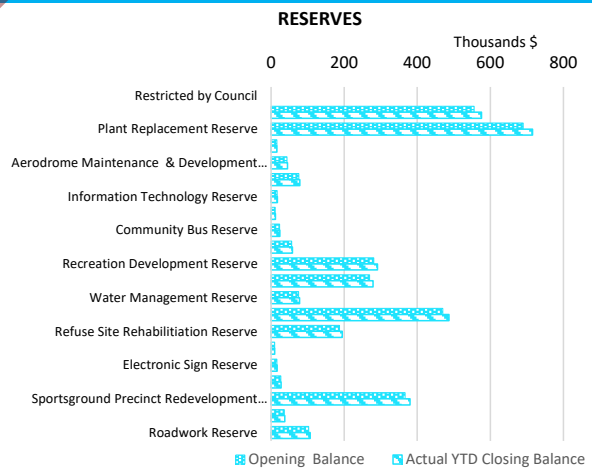 RESERVES
Thousands $
0 200 400 600 800
Restricted by Council
Plant Replacement Reserve
Aerodrome Maintenance & Development...
Information Technology Reserve
Community Bus Reserve
Recreation Development Reserve
Water Management Reserve
Refuse Site Rehabilitiation Reserve
Electronic Sign Reserve
Sportsground Precinct Redevelopment...
Roadwork Reserve
Opening Balance Actual YTD Closing Balance